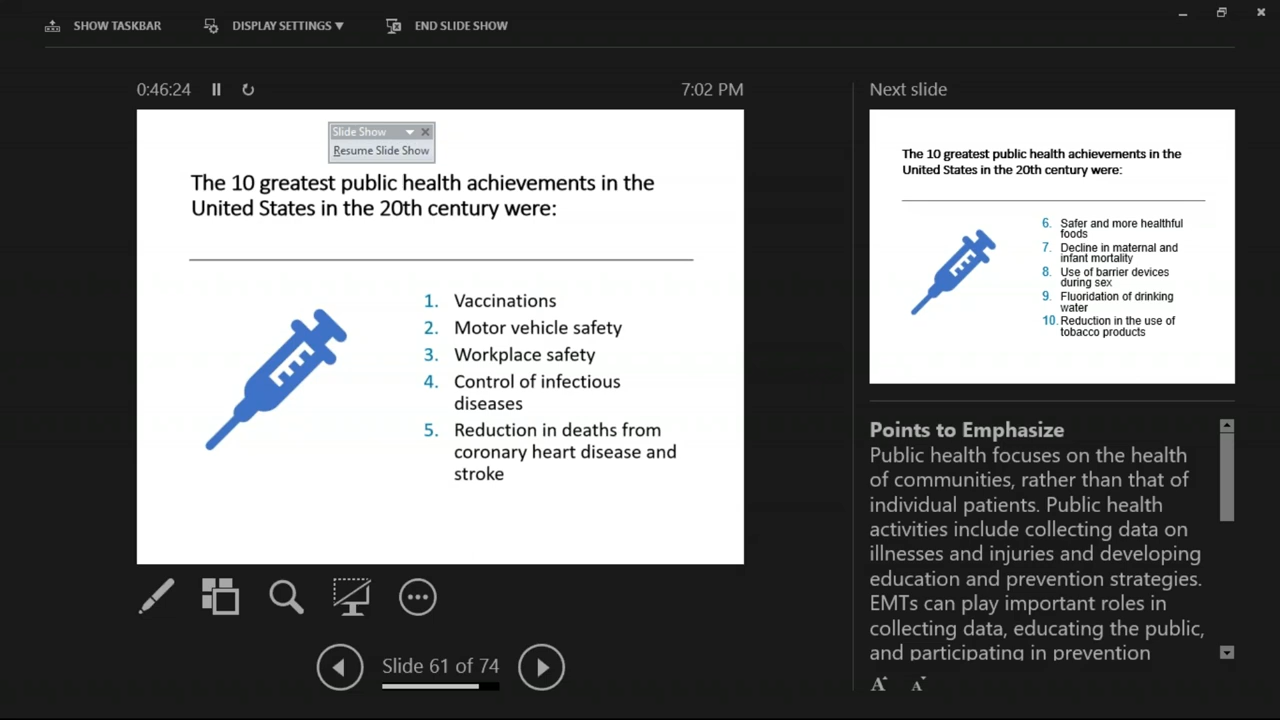 SHOW TASKBAR
DISPLAY SETTINGS ▼
END SLIDE SHOW
0:46:24
7:02 PM
Slide Show
Resume Slide Show
The 10 greatest public health achievements in the
United States in the 20th century were:
1. Vaccinations
2. Motor vehicle safety
3. Workplace safety
4. Control of infectious
diseases
5. Reduction in deaths from
coronary heart disease and
stroke
Slide 61 of 74
Next slide
The 10 greatest public health achievements in the
United States in the 20th century were:
6. Safer and more healthful
foods
7. Decline in maternal and
infant mortality
8. Use of barrier devices
during sex
9. Fluoridation of drinking
water
10. Reduction in the use of
tobacco products
Points to Emphasize
Public health focuses on the health
of communities, rather than that of
individual patients. Public health
activities include collecting data on
illnesses and injuries and developing
education and prevention strategies.
EMTs can play important roles in
collecting data, educating the public,
and participating in prevention
A A